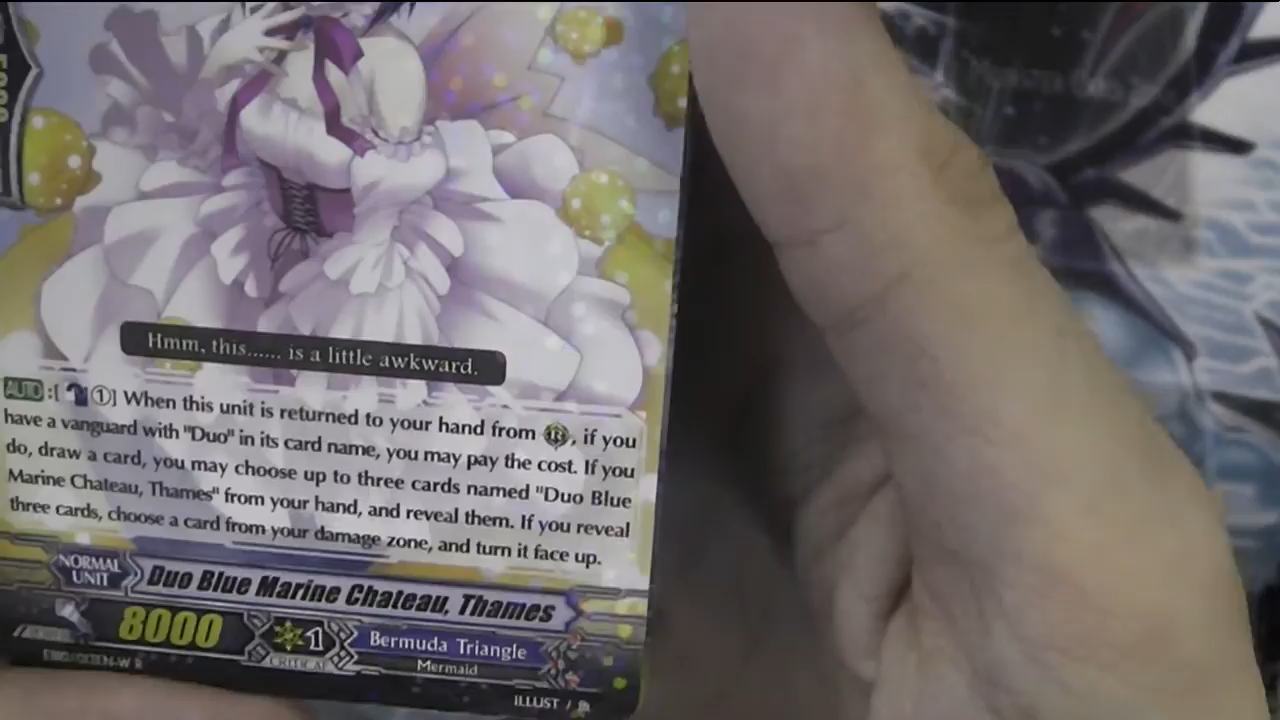 Hmm, this...... is a little awkward.
AUTO :[ ①] When this unit is returned to your hand from , if you
have a vanguard with "Duo" in its card name, you may pay the cost. If you
do, draw a card, you may choose up to three cards named "Duo Blue
Marine Chateau, Thames" from your hand, and reveal them. If you reveal
three cards, choose a card from your damage zone, and turn it face up.
NORMAL
UNIT
Duo Blue Marine Chateau, Thames
8000
1
CRITICAL
Bermuda Triangle
Mermaid
ILLUST /